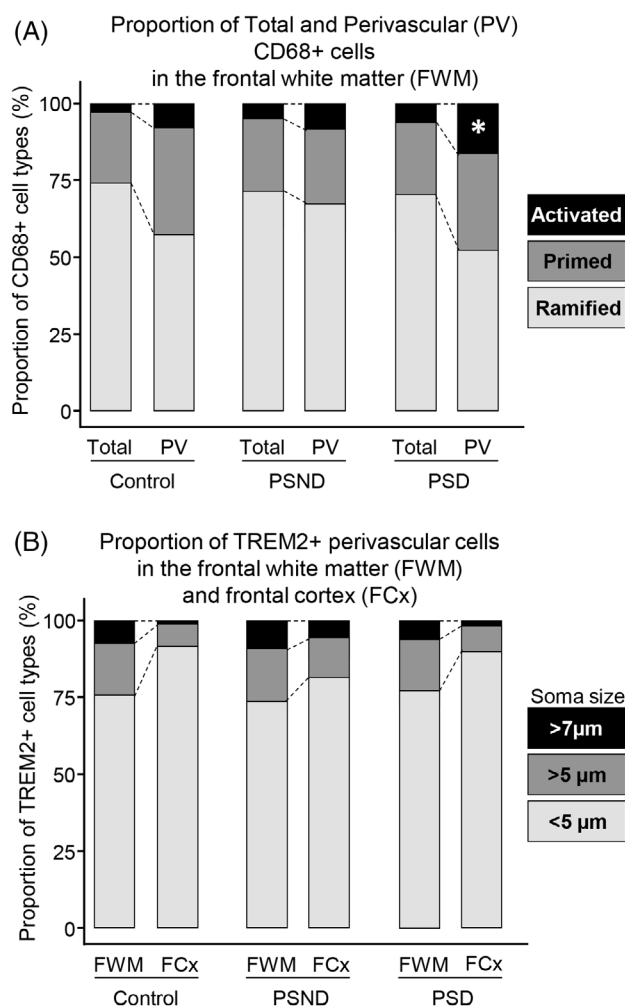 (A)
Proportion of Total and Perivascular (PV)
CD68+ cells
in the frontal white matter (FWM)
Proportion of CD68+ cell types (%)
100
75
50
25
0
*
Activated
Primed
Ramified
Total PV Total PV Total PV
Control PSND PSD
(B)
Proportion of TREM2+ perivascular cells
in the frontal white matter (FWM)
and frontal cortex (FCx)
Proportion of TREM2+ cell types (%)
100
75
50
25
0
Soma size
>7µm
>5 µm
<5 µm
FWM FCx FWM FCx FWM FCx
Control PSND PSD